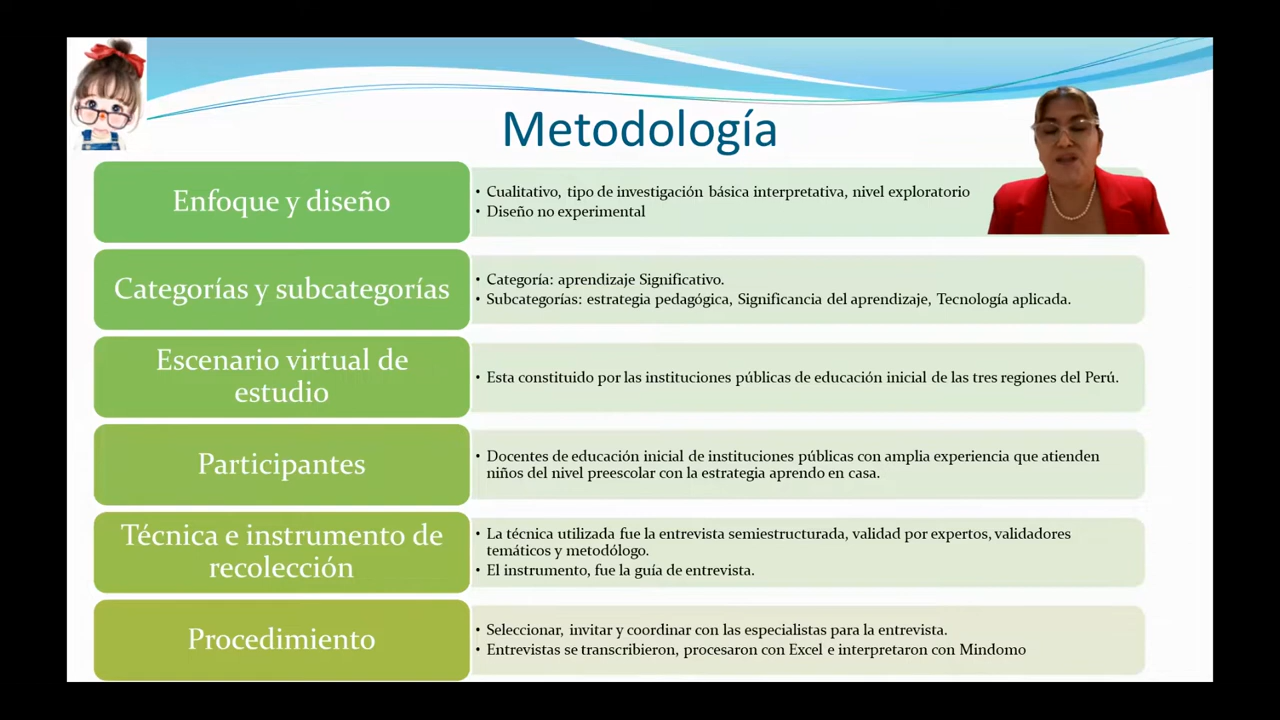 Metodología
Enfoque y diseño
• Cualitativo, tipo de investigación básica interpretativa, nivel exploratorio
• Diseño no experimental
Categorías y subcategorías
• Categoría: aprendizaje Significativo.
• Subcategorías: estrategia pedagógica, Significancia del aprendizaje, Tecnología aplicada.
Escenario virtual de
estudio
• Esta constituido por las instituciones públicas de educación inicial de las tres regiones del Perú.
Participantes
• Docentes de educación inicial de instituciones públicas con amplia experiencia que atienden
niños del nivel preescolar con la estrategia aprendo en casa.
Técnica e instrumento de
recolección
• La técnica utilizada fue la entrevista semiestructurada, validad por expertos, validadores
temáticos y metodólogo.
• El instrumento, fue la guía de entrevista.
Procedimiento
• Seleccionar, invitar y coordinar con las especialistas para la entrevista.
• Entrevistas se transcribieron, procesaron con Excel e interpretaron con Mindomo